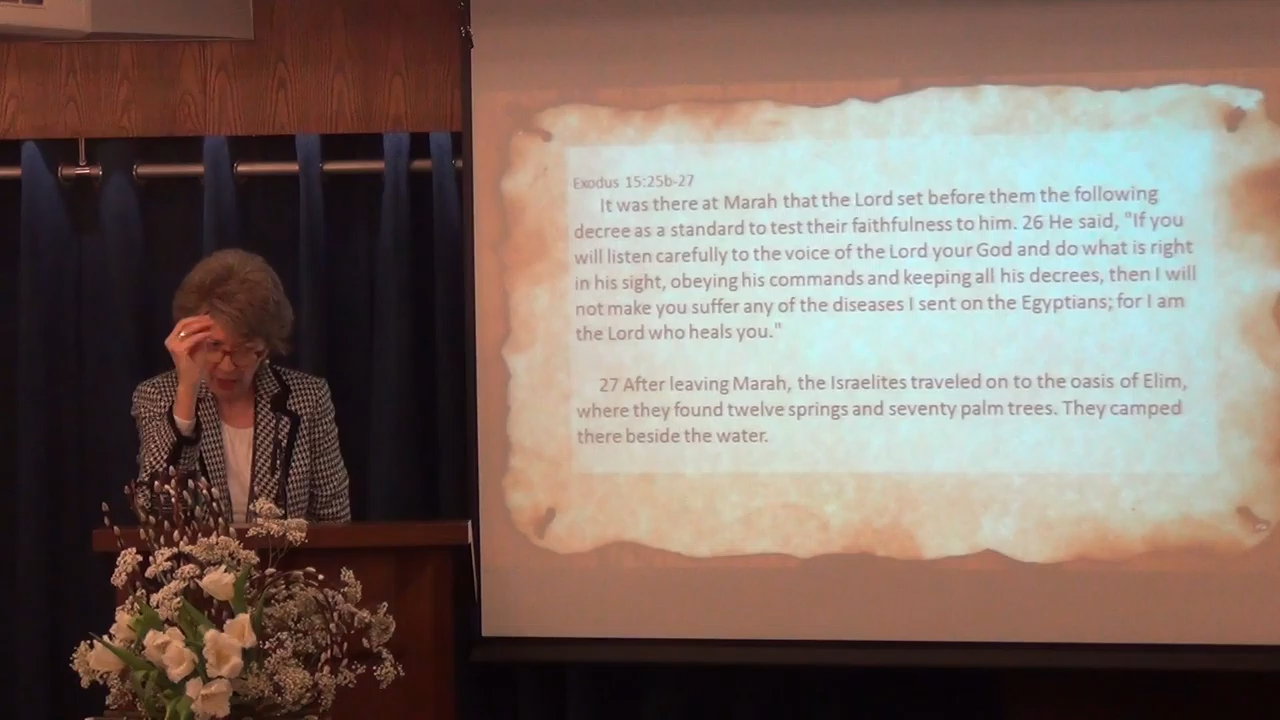 Exodus 15:25b-27
It was there at Marah that the Lord set before them the following
decree as a standard to test their faithfulness to him. 26 He said, "If you
will listen carefully to the voice of the Lord your God and do what is right
in his sight, obeying his commands and keeping all his decrees, then I will
not make you suffer any of the diseases I sent on the Egyptians; for I am
the Lord who heals you."
27 After leaving Marah, the Israelites traveled on to the oasis of Elim,
where they found twelve springs and seventy palm trees. They camped
there beside the water.